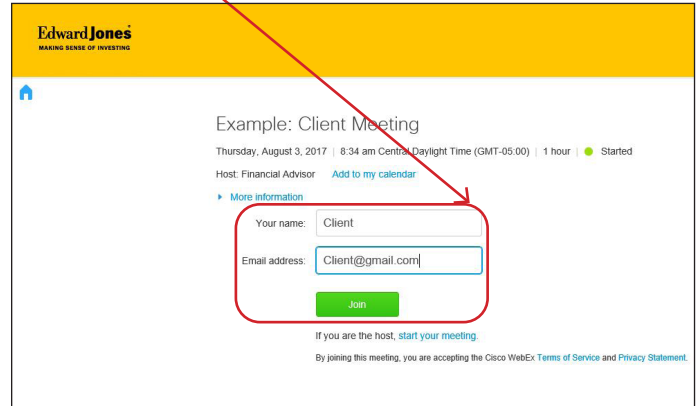 Edward Jones
MAKING SENSE OF INVESTING
Example: Client Meeting
Thursday, August 3, 2017 | 8:34 am Central Daylight Time (GMT-05:00) | 1 hour | Started
Host: Financial Advisor Add to my calendar
More information
Your name: Client
Email address: Client@gmail.com
Join
If you are the host, start your meeting.
By joining this meeting, you are accepting the Cisco WebEx Terms of Service and Privacy Statement.